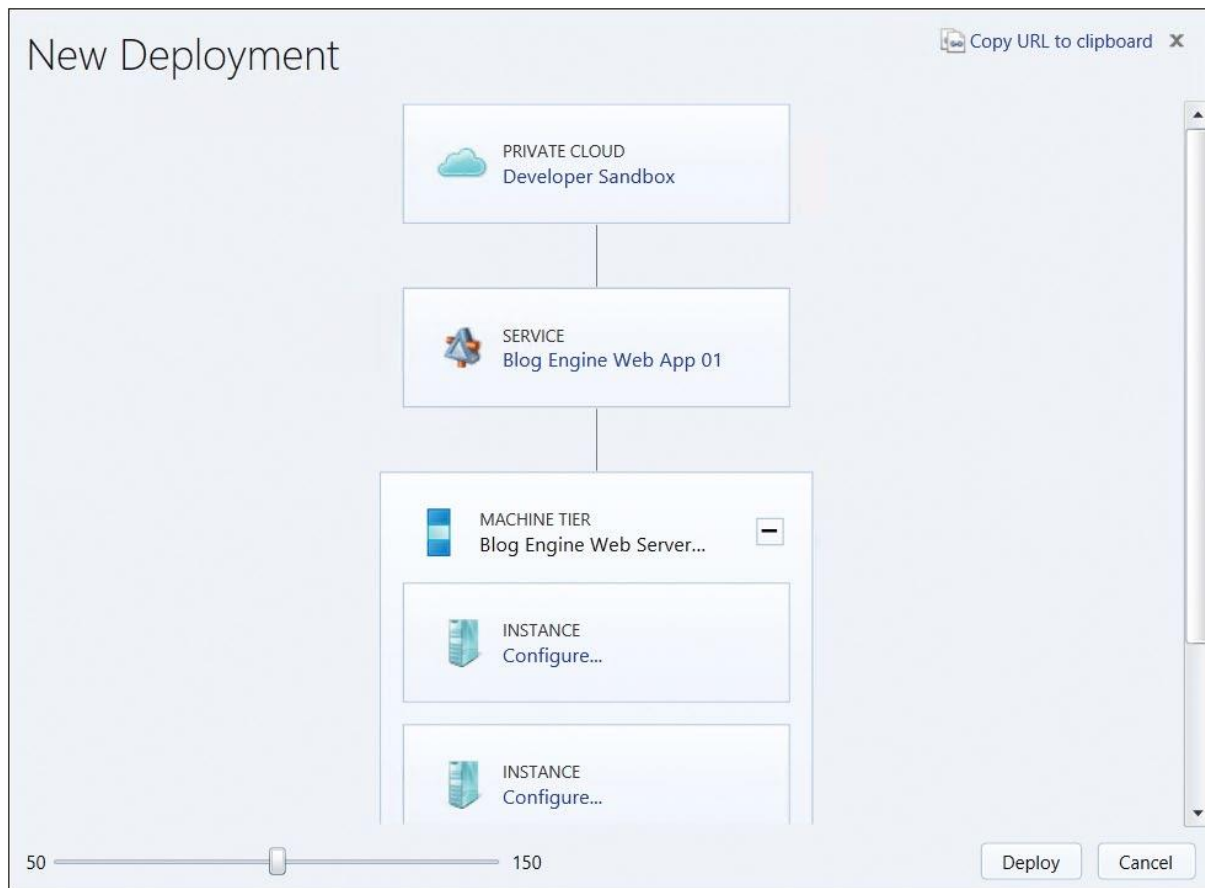 New Deployment
Copy URL to clipboard
PRIVATE CLOUD
Developer Sandbox
SERVICE
Blog Engine Web App 01
MACHINE TIER
Blog Engine Web Server...
INSTANCE
Configure...
INSTANCE
Configure...
50
150
Deploy
Cancel